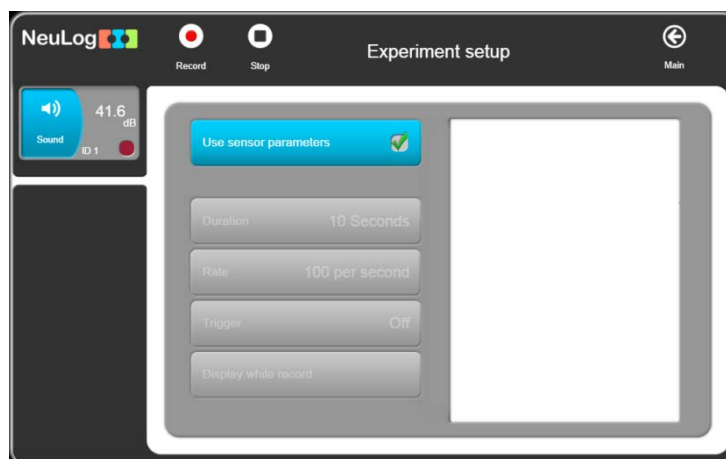 NeuLog
Record
Stop
Experiment setup
Main
41.6
dB
Sound
ID 1
Use sensor parameters
Duration 10 Seconds
Rate 100 per second
Trigger Off
Display while record